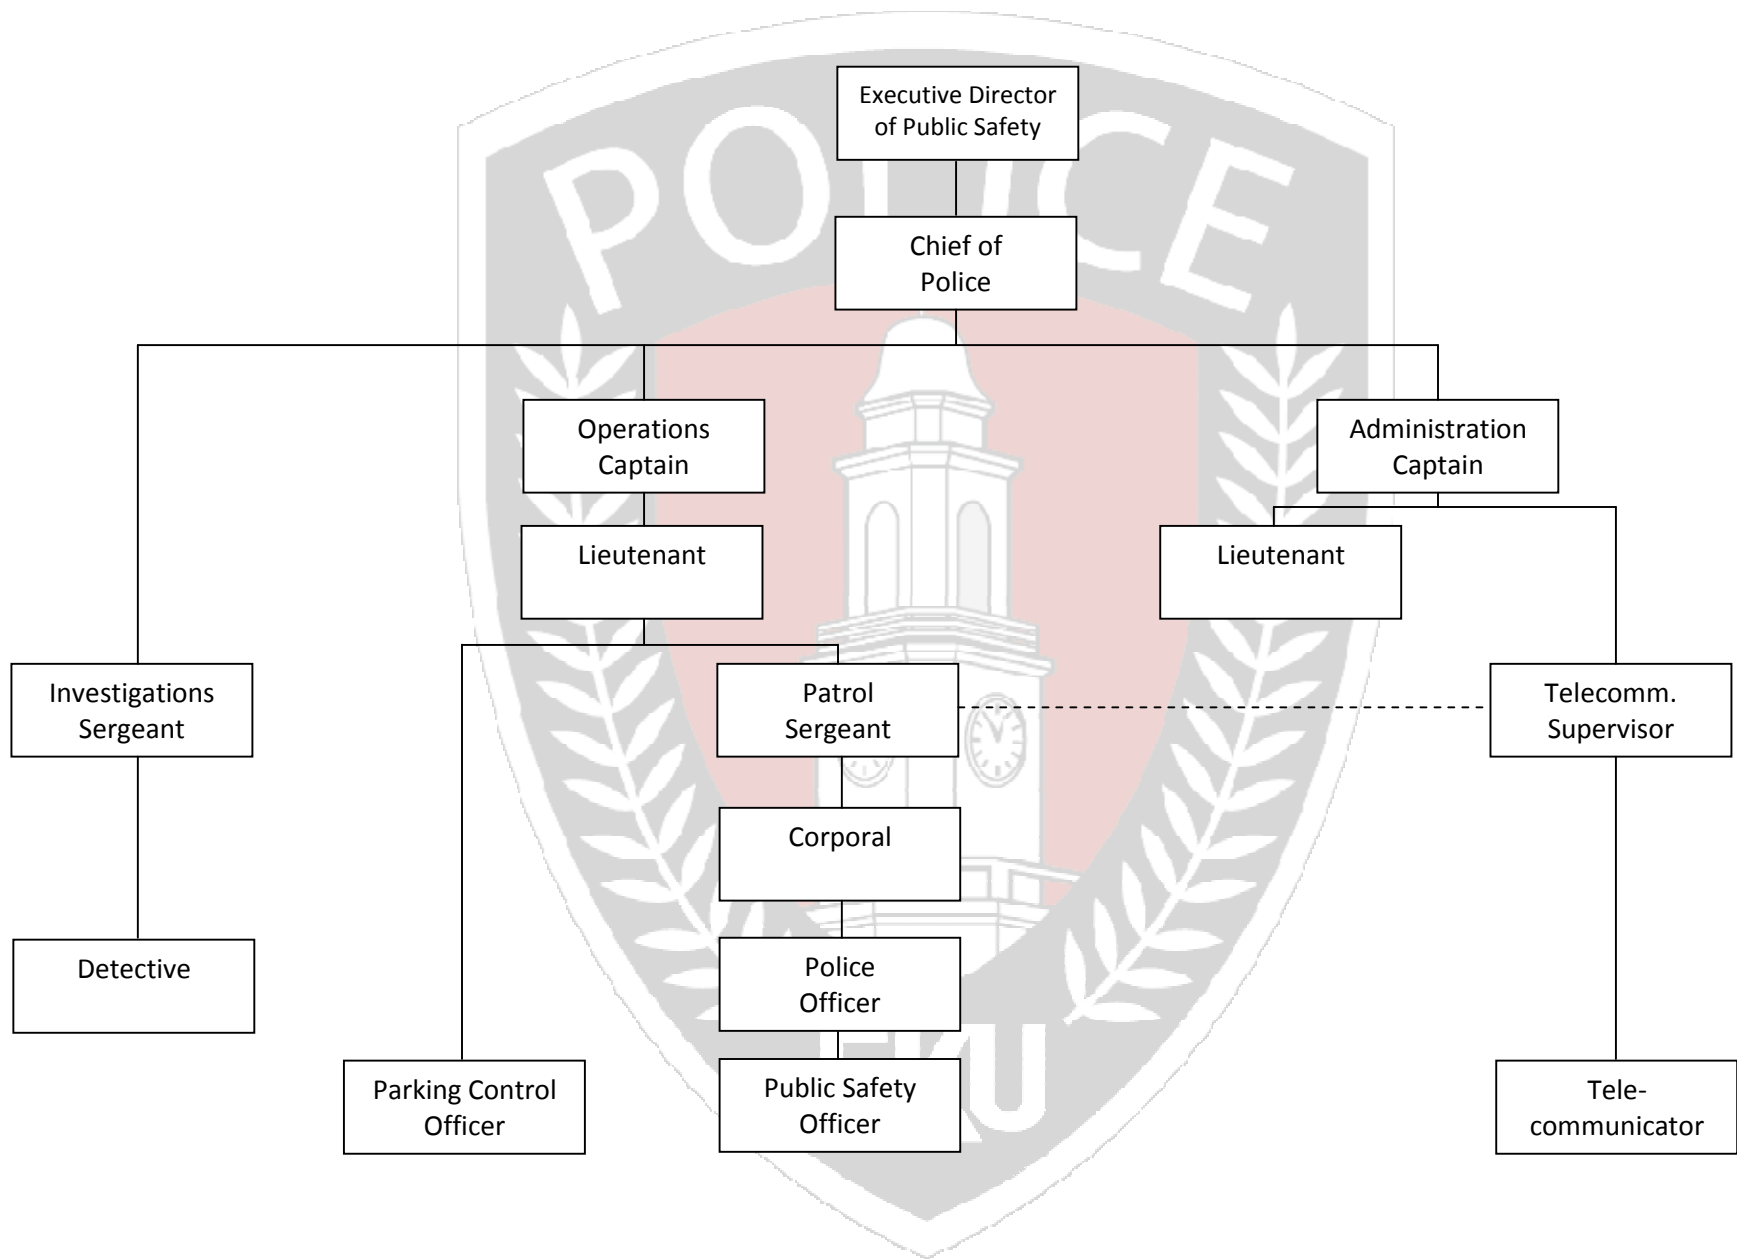 POLICE
Executive Director
of Public Safety
Chief of
Police
Operations
Captain
Administration
Captain
Lieutenant
Lieutenant
Investigations
Sergeant
Patrol
Sergeant
Telecomm.
Supervisor
Corporal
Detective
Police
Officer
EKU
Parking Control
Officer
Public Safety
Officer
Tele-
communicator